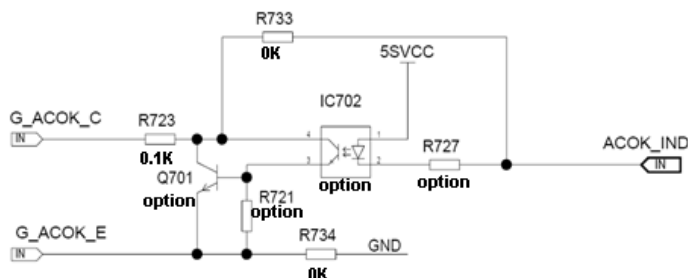 R733
0K
5SVCC
IC702
G_ACOK_C
IN
R723
0.1K
4
1
3
2
R727
option
ACOK_IND
IN
Q701
option
option
R721
option
G_ACOK_E
IN
R734
0K
GND